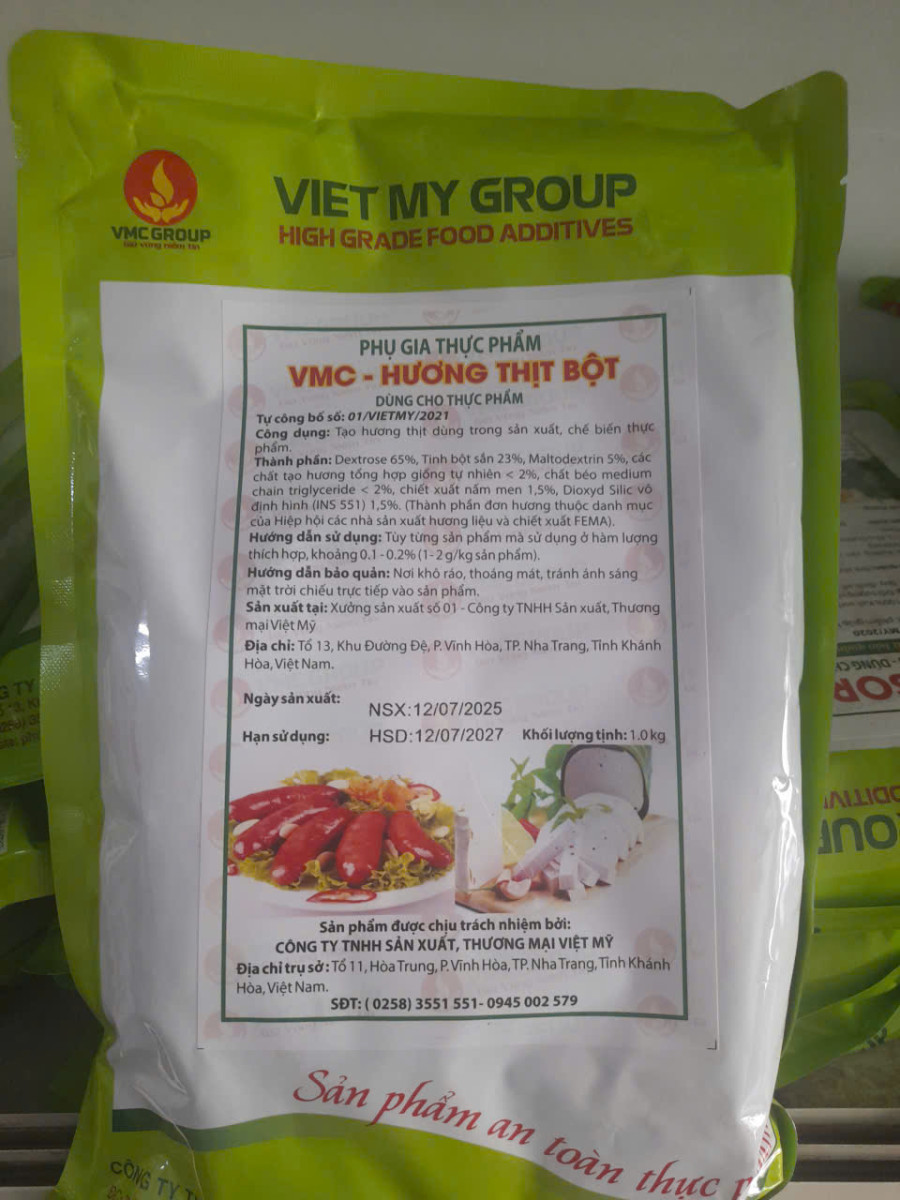 VIET MY GROUP
HIGH GRADE FOOD ADDITIVES
VMC GROUP
Giữ vững niềm tin
PHỤ GIA THỰC PHẨM
VMC - HƯƠNG THỊT BỘT
DÙNG CHO THỰC PHẨM
Tự công bố số: 01/VIETMY/2021
Công dụng: Tạo hương thịt dùng trong sản xuất, chế biến thực
phẩm.
Thành phần: Dextrose 65%, Tinh bột sắn 23%, Maltodextrin 5%, các
chất tạo hương tổng hợp giống tự nhiên < 2%, chất béo medium
chain triglyceride < 2%, chiết xuất nấm men 1,5%, Dioxyd Silic vô
định hình (INS 551) 1,5%. (Thành phần đơn hương thuộc danh mục
của Hiệp hội các nhà sản xuất hương liệu và chiết xuất FEMA).
Hướng dẫn sử dụng: Tùy từng sản phẩm mà sử dụng ở hàm lượng
thích hợp, khoảng 0.1 - 0.2% (1- 2 g/kg sản phẩm).
Hướng dẫn bảo quản: Nơi khô ráo, thoáng mát, tránh ánh sáng
mặt trời chiếu trực tiếp vào sản phẩm.
Sản xuất tại: Xưởng sản xuất số 01 - Công ty TNHH Sản xuất, Thương
mại Việt Mỹ
Địa chỉ: Tổ 13, Khu Đường Đệ, P. Vĩnh Hòa, TP. Nha Trang, Tỉnh Khánh
Hòa, Việt Nam.
Ngày sản xuất: NSX:12/07/2025
Hạn sử dụng: HSD:12/07/2027 Khối lượng tịnh: 1.0 kg
Sản phẩm được chịu trách nhiệm bởi:
CÔNG TY TNHH SẢN XUẤT, THƯƠNG MẠI VIỆT MỸ
Địa chỉ trụ sở : Tổ 11, Hòa Trung, P. Vĩnh Hòa, TP. Nha Trang, Tỉnh Khánh
Hòa, Việt Nam.
SĐT: ( 0258) 3551 551- 0945 002 579
Sản phẩm an toàn thực
CÔNG TY